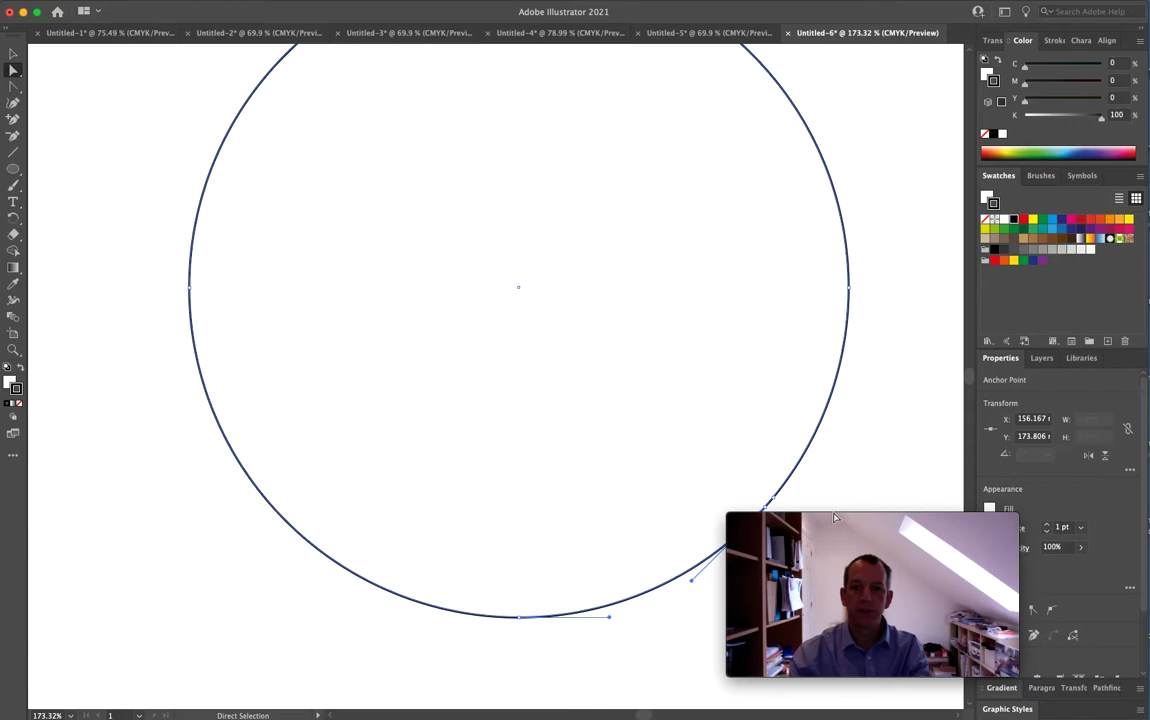 Adobe Illustrator 2021
Search Adobe Help
Untitled-1* @ 75.49 % (CMYK/Prev...
Untitled-2* @ 69.9 % (CMYK/Previ...
Untitled-3* @ 69.9 % (CMYK/Previ...
Untitled-4* @ 78.99 % (CMYK/Prev...
Untitled-5* @ 69.9 % (CMYK/Previ...
Untitled-6* @ 173.32 % (CMYK/Preview)
Trans
Color
Stroke
Chara
Align
C 0 %
M 0 %
Y 0 %
K 100 %
Swatches
Brushes
Symbols
Properties
Layers
Libraries
Anchor Point
Transform
X: 156.167
W:
Y: 173.806
H:
Appearance
Fill
1 pt
100%
Gradient
Paragra
Transfo
Pathfinc
Graphic Styles
173.32%
1
Direct Selection